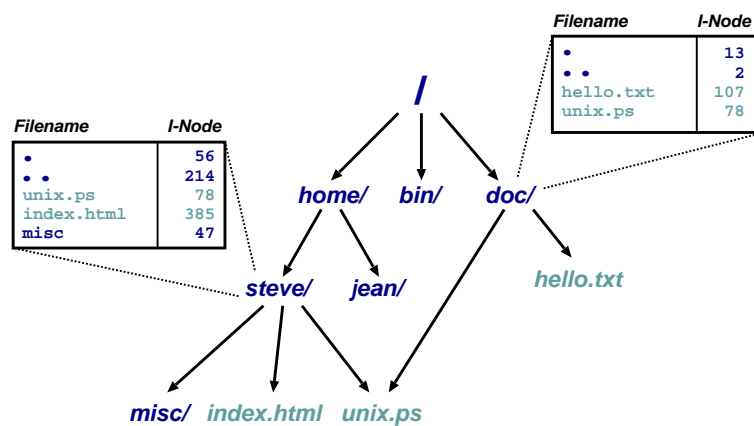 Filename I-Node
. 13
.. 2
hello.txt 107
unix.ps 78
/
Filename I-Node
. 56
.. 214
unix.ps 78
index.html 385
misc 47
home/ bin/ doc/
steve/ jean/ hello.txt
misc/ index.html unix.ps